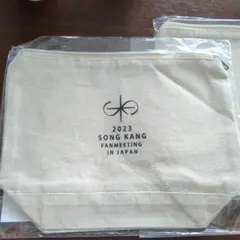 2023
SONG KANG
FANMEETING
IN JAPAN